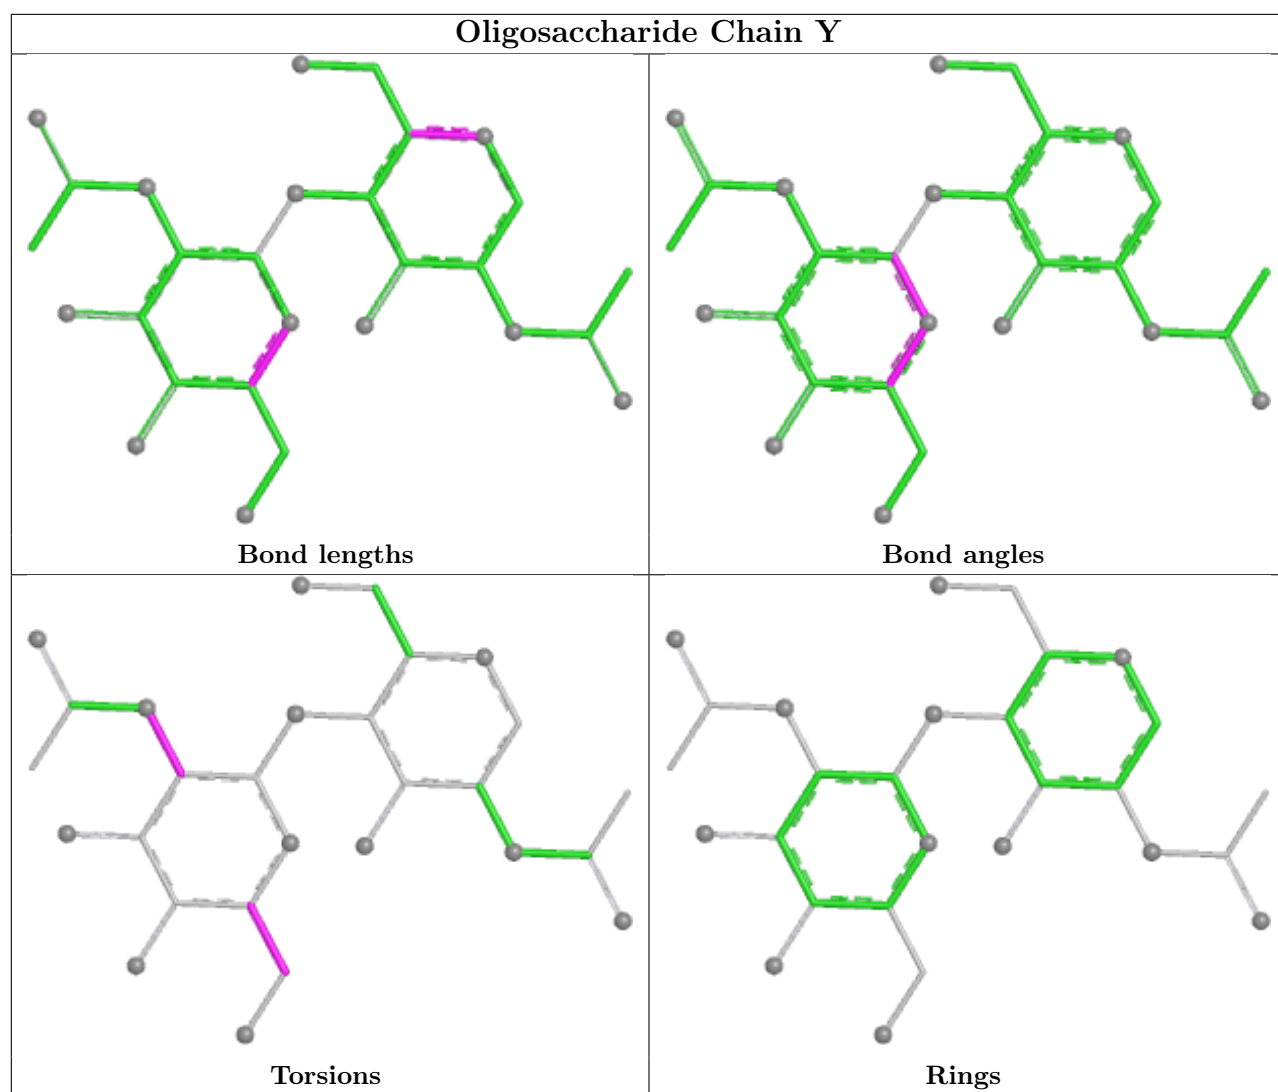 Oligosaccharide Chain Y
Bond lengths
Bond angles
Torsions
Rings